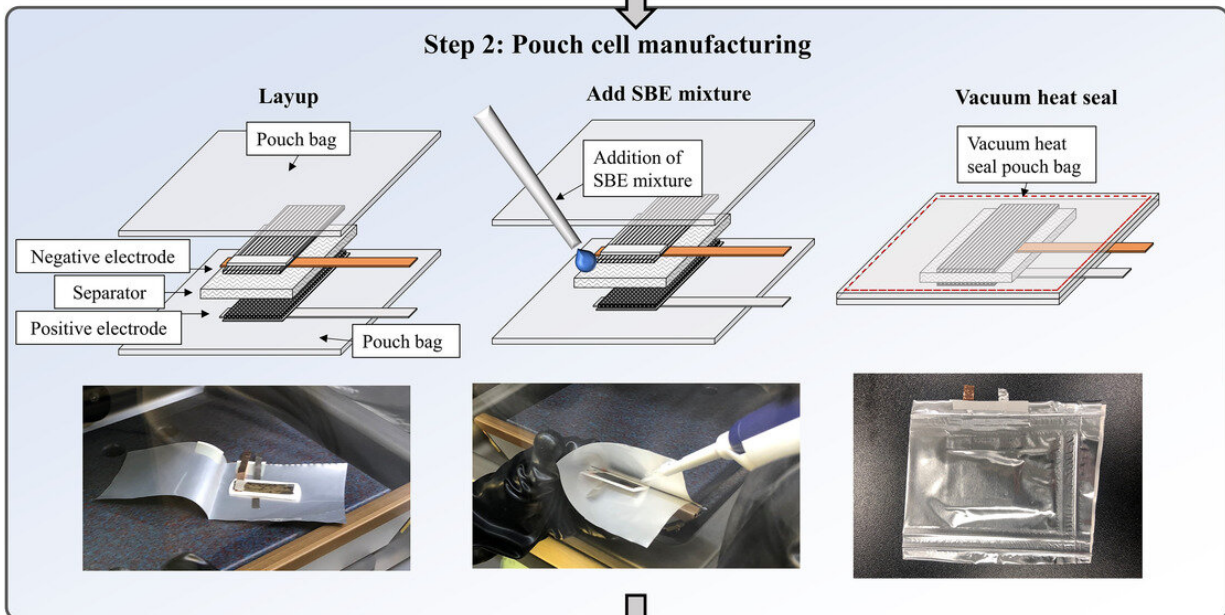 Step 2: Pouch cell manufacturing
Layup
Pouch bag
Negative electrode
Separator
Positive electrode
Pouch bag
Add SBE mixture
Addition of
SBE mixture
Vacuum heat seal
Vacuum heat
seal pouch bag